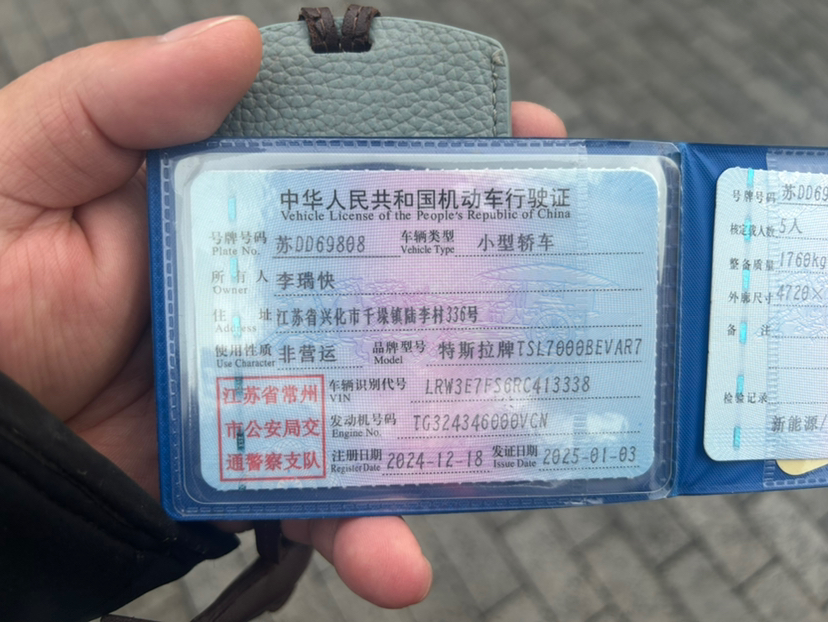 中华人民共和国机动车行驶证
Vehicle License of the People's Republic of China
号牌号码 苏DD69808 车辆类型 小型轿车
Plate No. Vehicle Type
所有人 李瑞快
Owner
住址 江苏省兴化市千垛镇陆李村336号
Address
使用性质 非营运 品牌型号 特斯拉牌TSL7000BEVAR7
Use Character Model
江苏省常州
市公安局交
通警察支队
车辆识别代号 LRW3E7FS6RC413338
VIN
发动机号码 TG324346000VCN
Engine No.
注册日期 2024-12-18 发证日期 2025-01-03
Register Date Issue Date
号牌号码 苏DD69
核定载人数 5人
整备质量 1760kg
外廓尺寸 4720×
备注
检验记录
新能源/